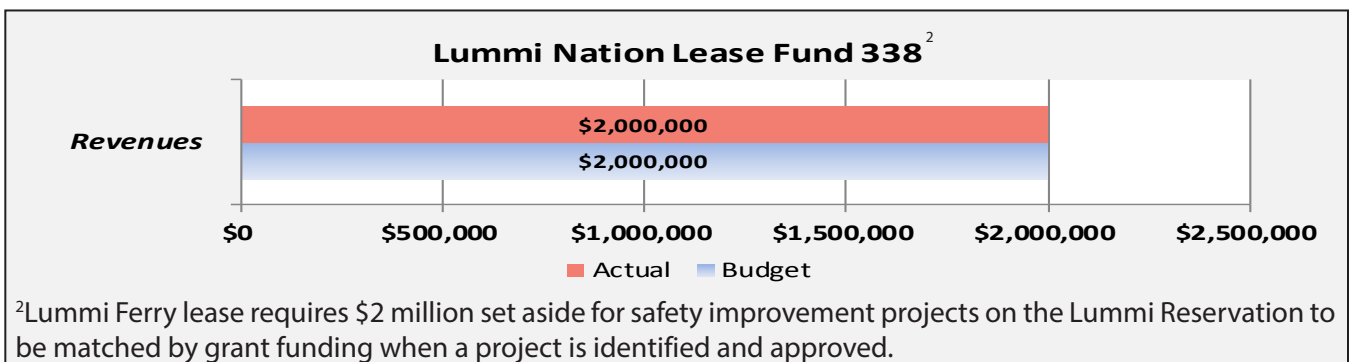 Lummi Nation Lease Fund 338²
Revenues
$2,000,000
$2,000,000
$0 $500,000 $1,000,000 $1,500,000 $2,000,000 $2,500,000
Actual Budget
²Lummi Ferry lease requires $2 million set aside for safety improvement projects on the Lummi Reservation to
be matched by grant funding when a project is identified and approved.